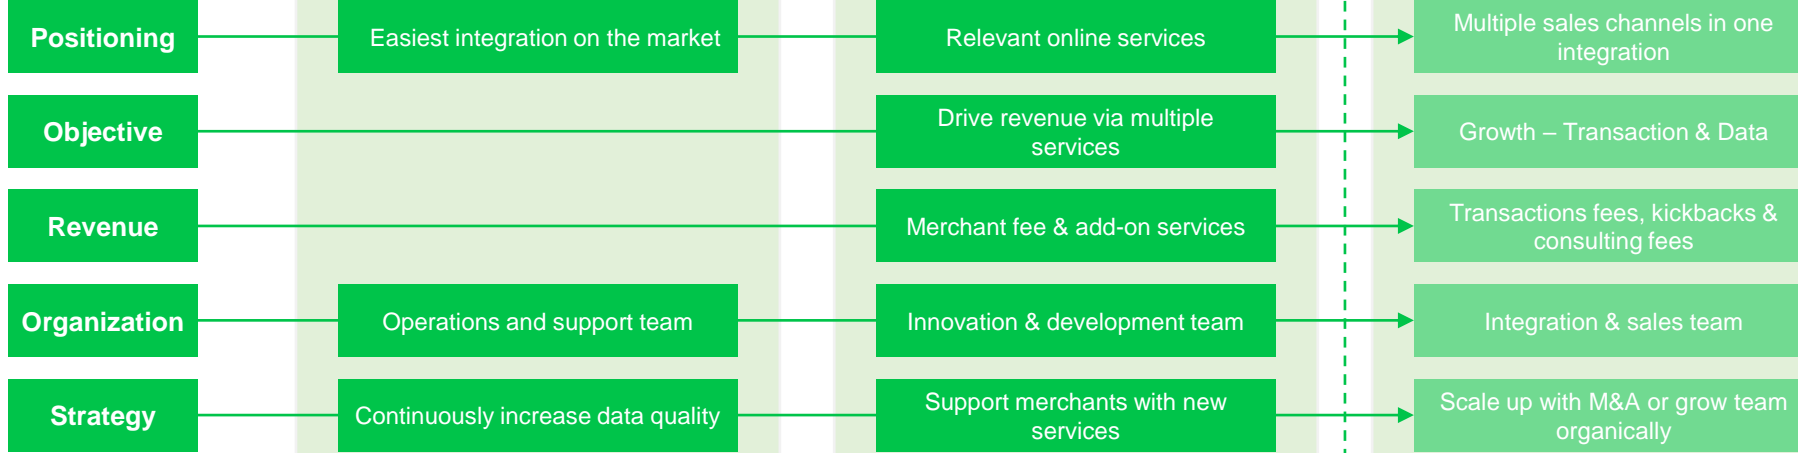 Positioning
Easiest integration on the market
Relevant online services
Multiple sales channels in one
integration
Objective
Drive revenue via multiple
services
Growth – Transaction & Data
Revenue
Merchant fee & add-on services
Transactions fees, kickbacks &
consulting fees
Organization
Operations and support team
Innovation & development team
Integration & sales team
Strategy
Continuously increase data quality
Support merchants with new
services
Scale up with M&A or grow team
organically